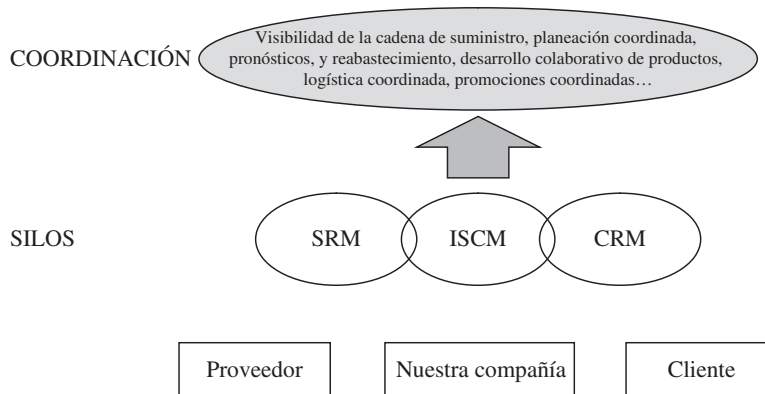 Visibilidad de la cadena de suministro, planeación coordinada,
COORDINACIÓN
pronósticos, y reabastecimiento, desarrollo colaborativo de productos,
logística coordinada, promociones coordinadas…
SILOS
SRM
ISCM
CRM
Proveedor
Nuestra compañía
Cliente